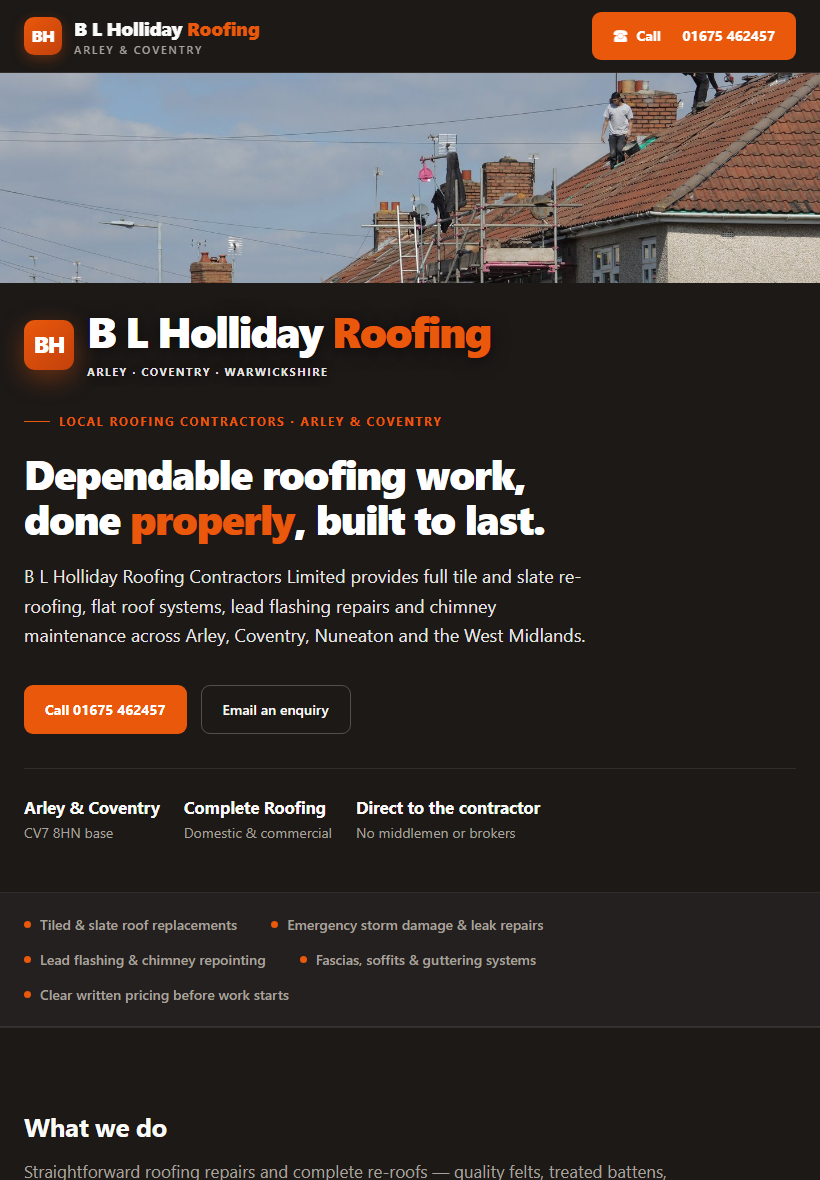 BH
B L Holliday Roofing
ARLEY & COVENTRY
☎ Call 01675 462457
BH
B L Holliday Roofing
ARLEY · COVENTRY · WARWICKSHIRE
LOCAL ROOFING CONTRACTORS · ARLEY & COVENTRY
Dependable roofing work,
done properly, built to last.
B L Holliday Roofing Contractors Limited provides full tile and slate re-
roofing, flat roof systems, lead flashing repairs and chimney
maintenance across Arley, Coventry, Nuneaton and the West Midlands.
Call 01675 462457
Email an enquiry
Arley & Coventry
CV7 8HN base
Complete Roofing
Domestic & commercial
Direct to the contractor
No middlemen or brokers
Tiled & slate roof replacements
Emergency storm damage & leak repairs
Lead flashing & chimney repointing
Fascias, soffits & guttering systems
Clear written pricing before work starts
What we do
Straightforward roofing repairs and complete re-roofs — quality felts, treated battens,